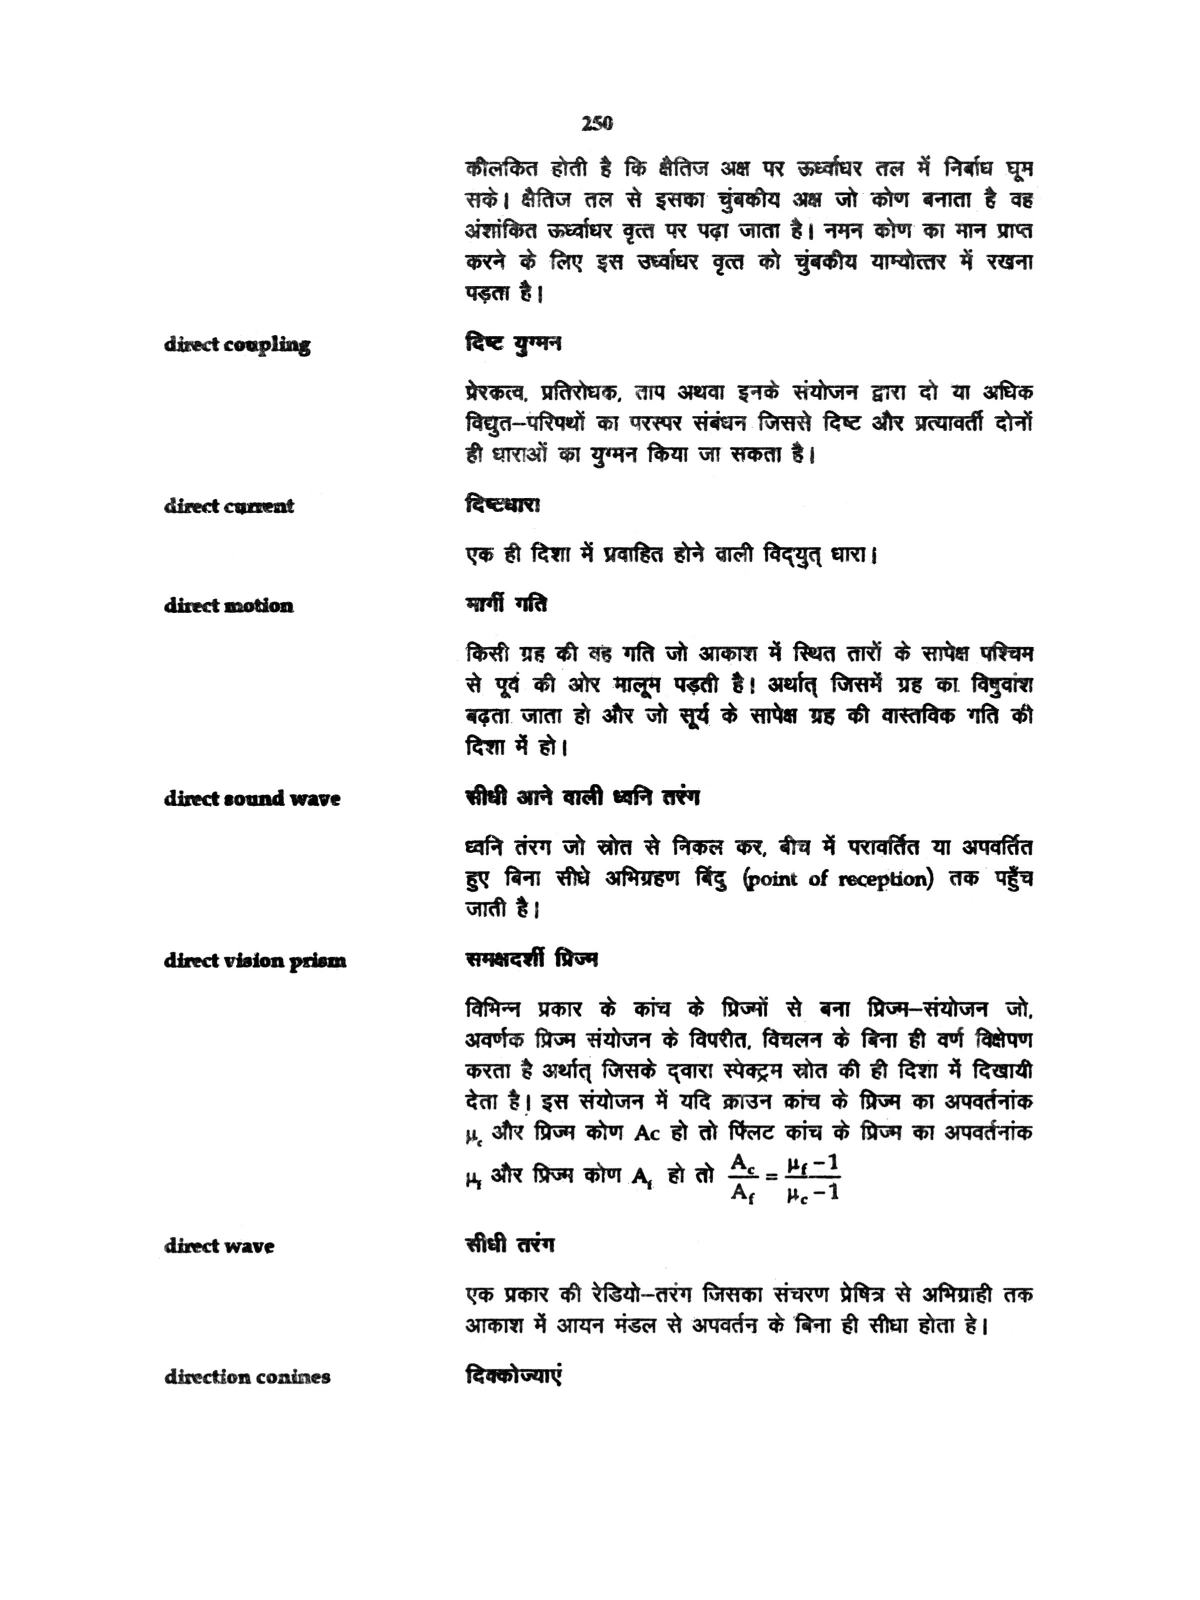 250
कीलकित होती है कि क्षैतिज अक्ष पर ऊर्ध्वाधर तल में निर्बाध घूम
सके। क्षैतिज तल से इसका चुंबकीय अक्ष जो कोण बनाता है वह
अंशांकित ऊर्ध्वाधर वृत्त पर पढ़ा जाता है। नमन कोण का मान प्राप्त
करने के लिए इस उर्ध्वाधर वृत्त को चुंबकीय याम्योत्तर में रखना
पड़ता है।
direct coupling दिष्ट युग्मन
प्रेरकत्व, प्रतिरोधक, ताप अथवा इनके संयोजन द्वारा दो या अधिक
विद्युत–परिपथों का परस्पर संबंधन जिससे दिष्ट और प्रत्यावर्ती दोनों
ही धाराओं का युग्मन किया जा सकता है।
direct current दिष्टधारा
एक ही दिशा में प्रवाहित होने वाली विद्‌युत् धारा।
direct motion मार्गी गति
किसी ग्रह की वह गति जो आकाश में स्थित तारों के सापेक्ष पश्चिम
से पूर्व की ओर मालूम पड़ती है। अर्थात् जिसमें ग्रह का विषुवांश
बढ़ता जाता हो और जो सूर्य के सापेक्ष ग्रह की वास्तविक गति की
दिशा में हो।
direct sound wave सीधी आने वाली ध्वनि तरंग
ध्वनि तंरग जो स्रोत से निकल कर, बीच में परावर्तित या अपवर्तित
हुए बिना सीधे अभिग्रहण बिंदु (point of reception) तक पहुँच
जाती है।
direct vision prism समक्षदर्शी प्रिज्म
विभिन्न प्रकार के कांच के प्रिज्मों से बना प्रिज्म–संयोजन जो,
अवर्णक प्रिज्म संयोजन के विपरीत, विचलन के बिना ही वर्ण विक्षेपण
करता है अर्थात् जिसके द्‌वारा स्पेक्ट्रम स्रोत की ही दिशा में दिखायी
देता है। इस संयोजन में यदि क्राउन कांच के प्रिज्म का अपवर्तनांक
μ_c और प्रिज्म कोण Ac हो तो फ्लिंट कांच के प्रिज्म का अपवर्तनांक
μ_f और प्रिज्म कोण A_f हो तो A_c/A_f = (μ_f −1)/(μ_c −1)
direct wave सीधी तरंग
एक प्रकार की रेडियो–तरंग जिसका संचरण प्रेषित्र से अभिग्राही तक
आकाश में आयन मंडल से अपवर्तन के बिना ही सीधा होता हे।
direction conines दिक्कोज्याएं